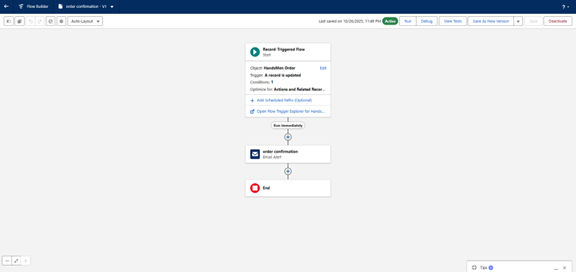 Flow Builder
order confirmation - V1
Auto-Layout
Last saved on 10/26/2025, 11:48 PM
Active
Run
Debug
View Tests
Save As New Version
Save
Deactivate
Record-Triggered Flow
Start
Object: HandsMen Order
Edit
Trigger: A record is updated
Conditions: 1
Optimize for: Actions and Related Recor...
Add Scheduled Paths (Optional)
Open Flow Trigger Explorer for Hands...
Run Immediately
order confirmation
Email Alert
End
Tips